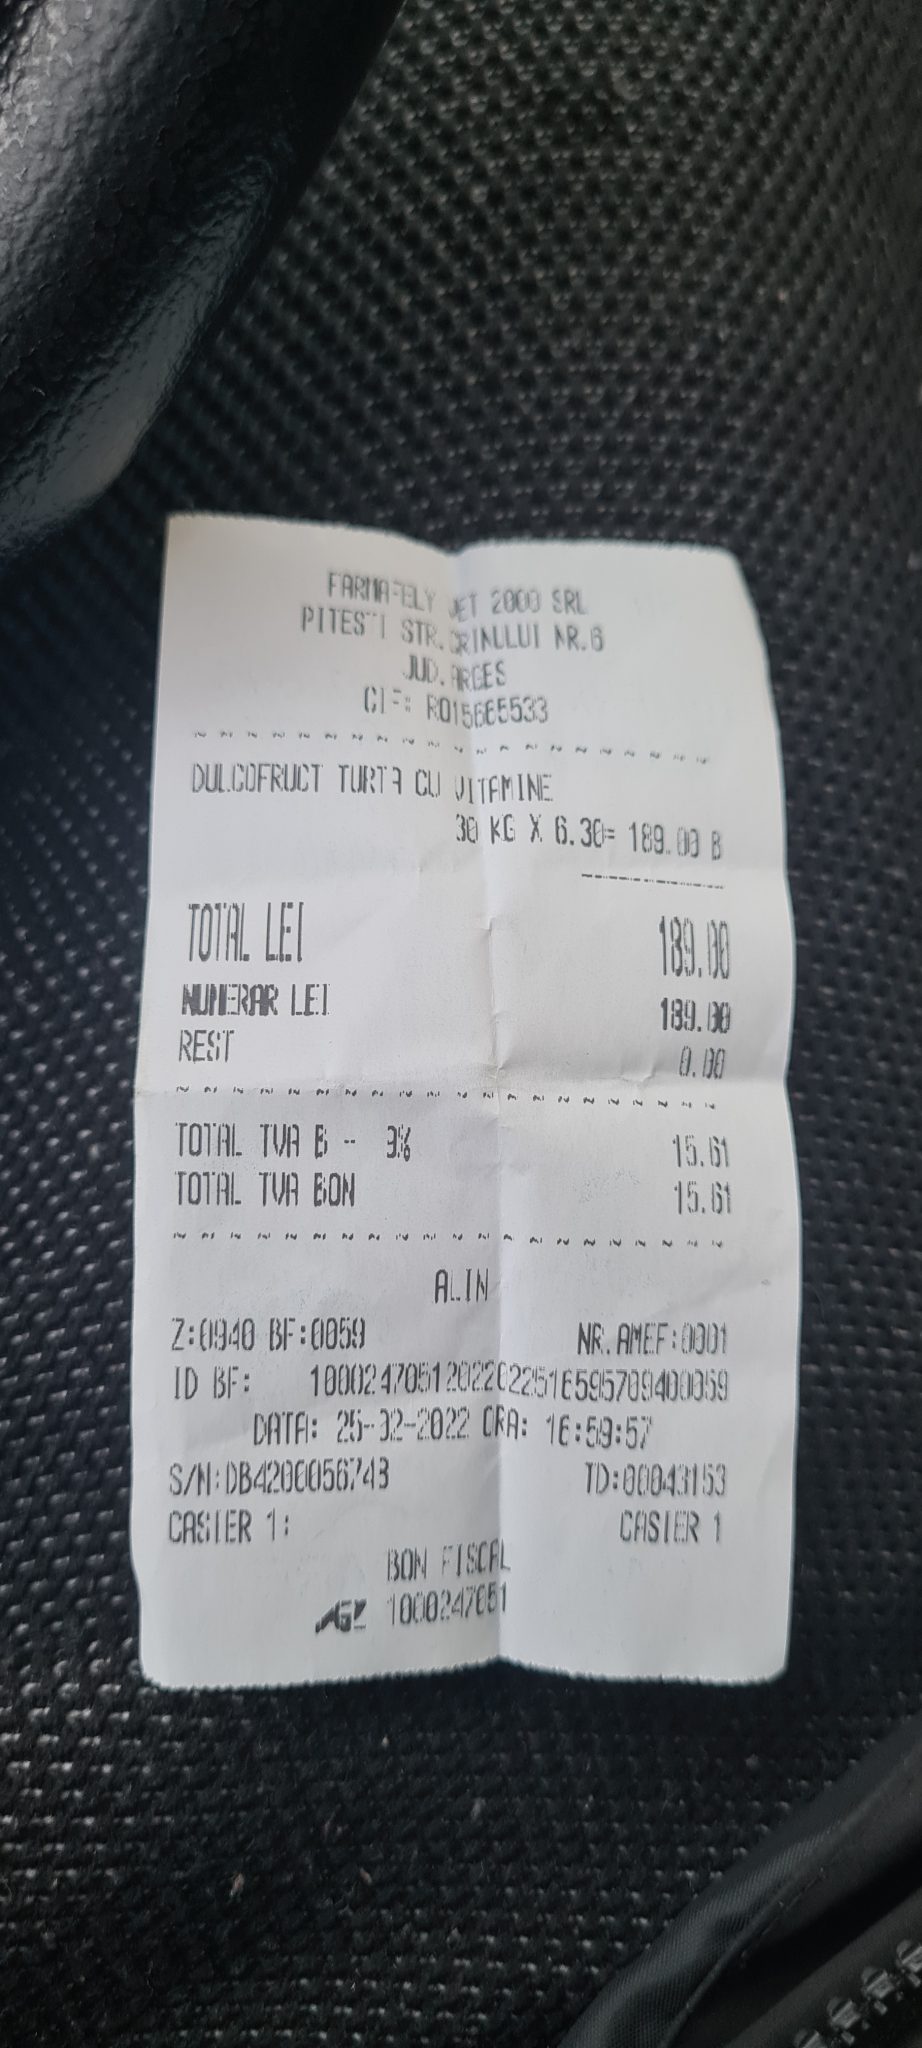 FARMAFELY VET 2000 SRL
PITESTI STR. NR.6
JUD.ARGES
CIF: RO15665533
DULCOFRUCT TURTA CU VITAMINE
30 KG X 6.30= 189.00 B
TOTAL LEI 189.00
NUMERAR LEI 189.00
REST 0.00
TOTAL TVA B - 9% 15.61
TOTAL TVA BON 15.61
ALIN
Z:0940 BF:0059 NR.AMEF:0001
ID BF: 10002470512022022516595709400059
DATA: 25-02-2022 ORA: 16:59:57
S/N:DB4200056743 TD:00043153
CASIER 1: CASIER 1
BON FISCAL
1000247051